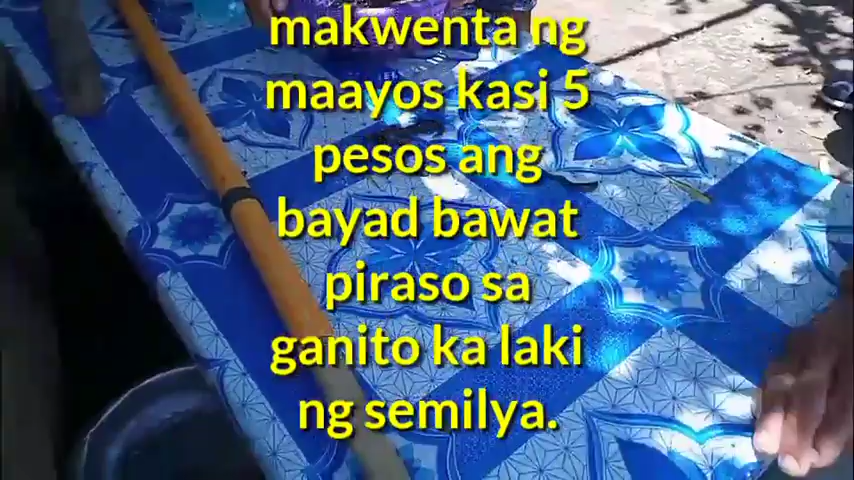 makwenta ng
maayos kasi 5
pesos ang
bayad bawat
piraso sa
ganito ka laki
ng semilya.